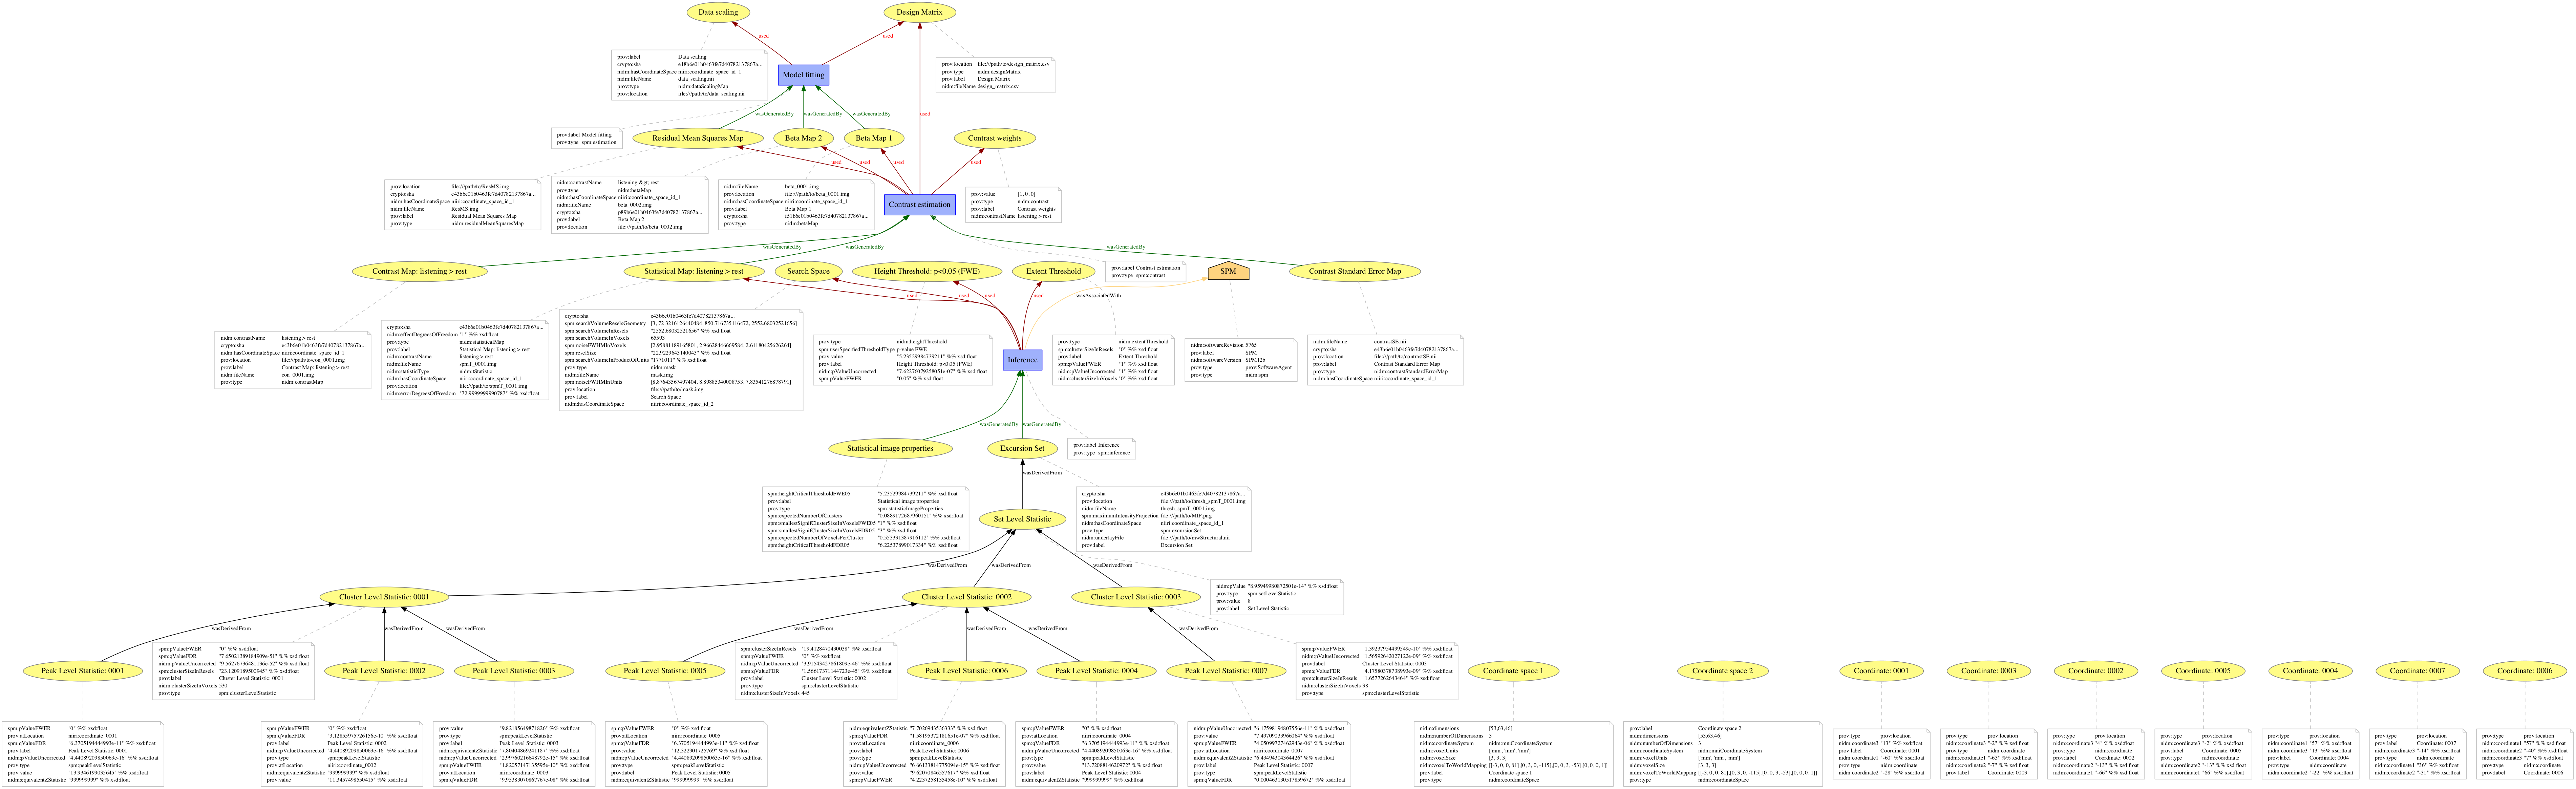 Data scaling
Design Matrix
used
used
prov:label Data scaling
crypto:sha e18b6e01b0463fe7d40782137867a...
nidm:hasCoordinateSpace niiri:coordinate_space_id_1
nidm:fileName data_scaling.nii
prov:type nidm:dataScalingMap
prov:location file://path/to/data_scaling.nii
prov:location file://path/to/design_matrix.csv
prov:type nidm:designMatrix
prov:label Design Matrix
nidm:fileName design_matrix.csv
Model fitting
wasGeneratedBy
wasGeneratedBy
wasGeneratedBy
used
prov:label Model fitting
prov:type spm:estimation
Residual Mean Squares Map
Beta Map 2
Beta Map 1
Contrast weights
used
used
used
used
prov:location file:///path/to/ResMS.img
crypto:sha e43b6e01b0463fe7d40782137867a...
nidm:hasCoordinateSpace niiri:coordinate_space_id_1
nidm:fileName ResMS.img
prov:label Residual Mean Squares Map
prov:type nidm:residualMeanSquaresMap
nidm:contrastName listening &gt; rest
prov:type nidm:betaMap
nidm:hasCoordinateSpace niiri:coordinate_space_id_1
nidm:fileName beta_0002.img
crypto:sha p89b6e01b0463fe7d40782137867a...
prov:label Beta Map 2
prov:location file:///path/to/beta_0002.img
nidm:fileName beta_0001.img
prov:location file:///path/to/beta_0001.img
nidm:hasCoordinateSpace niiri:coordinate_space_id_1
prov:label Beta Map 1
crypto:sha f51b6e01b0463fe7d40782137867a...
prov:type nidm:betaMap
Contrast estimation
prov:value [1, 0, 0]
prov:type nidm:contrast
prov:label Contrast weights
nidm:contrastName listening > rest
wasGeneratedBy
wasGeneratedBy
wasGeneratedBy
Contrast Map: listening > rest
Statistical Map: listening > rest
Search Space
Height Threshold: p<0.05 (FWE)
Extent Threshold
prov:label Contrast estimation
prov:type spm:contrast
SPM
Contrast Standard Error Map
used
used
used
used
wasAssociatedWith
nidm:contrastName listening > rest
crypto:sha e43b6e01b0463fe7d40782137867a...
nidm:hasCoordinateSpace niiri:coordinate_space_id_1
prov:location file:///path/to/con_0001.img
prov:label Contrast Map: listening > rest
nidm:fileName con_0001.img
prov:type nidm:contrastMap
crypto:sha e43b6e01b0463fe7d40782137867a...
nidm:effectDegreesOfFreedom "1" %% xsd:float
prov:type nidm:statisticalMap
prov:label Statistical Map: listening > rest
nidm:contrastName listening > rest
nidm:fileName spmT_0001.img
nidm:statisticType nidm:tStatistic
nidm:hasCoordinateSpace niiri:coordinate_space_id_1
prov:location file:///path/to/spmT_0001.img
nidm:errorDegreesOfFreedom "72.9999999990787" %% xsd:float
crypto:sha e43b6e01b0463fe7d40782137867a...
spm:searchVolumeReselsGeometry [3, 72.3216126440484, 850.716735116472, 2552.68032521656]
spm:searchVolumeInResels "2552.68032521656" %% xsd:float
spm:searchVolumeInVoxels 65593
spm:noiseFWHMInVoxels [2.95881189165801, 2.96628446669584, 2.61180425626264]
spm:reselSize "22.9229643140043" %% xsd:float
spm:searchVolumeInProductOfUnits "1771011" %% xsd:float
prov:type nidm:mask
nidm:fileName mask.img
spm:noiseFWHMInUnits [8.87643567497404, 8.89885340008753, 7.83541276878791]
prov:location file:///path/to/mask.img
prov:label Search Space
nidm:hasCoordinateSpace niiri:coordinate_space_id_2
prov:type nidm:heightThreshold
spm:userSpecifiedThresholdType p-value FWE
prov:value "5.23529984739211" %% xsd:float
prov:label Height Threshold: p<0.05 (FWE)
nidm:pValueUncorrected "7.62276079258051e-07" %% xsd:float
spm:pValueFWER "0.05" %% xsd:float
Inference
prov:type nidm:extentThreshold
spm:clusterSizeInResels "0" %% xsd:float
prov:label Extent Threshold
spm:pValueFWER "1" %% xsd:float
nidm:pValueUncorrected "1" %% xsd:float
nidm:clusterSizeInVoxels "0" %% xsd:float
nidm:softwareRevision 5765
prov:label SPM
nidm:softwareVersion SPM12b
prov:type prov:SoftwareAgent
prov:type nidm:spm
nidm:fileName contrastSE.nii
crypto:sha e43b6e01b0463fe7d40782137867a...
prov:location file://path/to/contrastSE.nii
prov:label Contrast Standard Error Map
prov:type nidm:contrastStandardErrorMap
nidm:hasCoordinateSpace niiri:coordinate_space_id_1
wasGeneratedBy
wasGeneratedBy
Statistical image properties
Excursion Set
prov:label Inference
prov:type spm:inference
wasDerivedFrom
spm:heightCriticalThresholdFWE05 "5.23529984739211" %% xsd:float
prov:label Statistical image properties
prov:type spm:statisticImageProperties
spm:expectedNumberOfClusters "0.0889172687960151" %% xsd:float
spm:smallestSignifClusterSizeInVoxelsFWE05 "1" %% xsd:float
spm:smallestSignifClusterSizeInVoxelsFDR05 "3" %% xsd:float
spm:expectedNumberOfVoxelsPerCluster "0.553331387916112" %% xsd:float
spm:heightCriticalThresholdFDR05 "6.22537899017334" %% xsd:float
Set Level Statistic
crypto:sha e43b6e01b0463fe7d40782137867a...
prov:location file:///path/to/thresh_spmT_0001.img
nidm:fileName thresh_spmT_0001.img
spm:maximumIntensityProjection file://path/to/MIP.png
nidm:hasCoordinateSpace niiri:coordinate_space_id_1
prov:type spm:excursionSet
nidm:underlayFile file://path/to/mwStructural.nii
prov:label Excursion Set
wasDerivedFrom
wasDerivedFrom
wasDerivedFrom
Cluster Level Statistic: 0001
Cluster Level Statistic: 0002
Cluster Level Statistic: 0003
nidm:pValue "8.95949980872501e-14" %% xsd:float
prov:type spm:setLevelStatistic
prov:value 8
prov:label Set Level Statistic
wasDerivedFrom
wasDerivedFrom
wasDerivedFrom
wasDerivedFrom
wasDerivedFrom
wasDerivedFrom
wasDerivedFrom
Peak Level Statistic: 0001
spm:pValueFWER "0" %% xsd:float
spm:qValueFDR "7.65021389184909e-51" %% xsd:float
nidm:pValueUncorrected "9.56276736481136e-52" %% xsd:float
spm:clusterSizeInResels "23.1209189500945" %% xsd:float
prov:label Cluster Level Statistic: 0001
nidm:clusterSizeInVoxels 530
prov:type spm:clusterLevelStatistic
Peak Level Statistic: 0002
Peak Level Statistic: 0003
Peak Level Statistic: 0005
spm:clusterSizeInResels "19.4128470430038" %% xsd:float
spm:pValueFWER "0" %% xsd:float
nidm:pValueUncorrected "3.91543427861809e-46" %% xsd:float
spm:qValueFDR "1.56617371144723e-45" %% xsd:float
prov:label Cluster Level Statistic: 0002
prov:type spm:clusterLevelStatistic
nidm:clusterSizeInVoxels 445
Peak Level Statistic: 0006
Peak Level Statistic: 0004
Peak Level Statistic: 0007
spm:pValueFWER "1.39237954499549e-10" %% xsd:float
nidm:pValueUncorrected "1.56592642027122e-09" %% xsd:float
prov:label Cluster Level Statistic: 0003
spm:qValueFDR "4.17580378738993e-09" %% xsd:float
spm:clusterSizeInResels "1.6577262643464" %% xsd:float
nidm:clusterSizeInVoxels 38
prov:type spm:clusterLevelStatistic
Coordinate space 1
Coordinate space 2
Coordinate: 0001
Coordinate: 0003
Coordinate: 0002
Coordinate: 0005
Coordinate: 0004
Coordinate: 0007
Coordinate: 0006
spm:pValueFWER "0" %% xsd:float
prov:atLocation niiri:coordinate_0001
spm:qValueFDR "6.3705194444993e-11" %% xsd:float
prov:label Peak Level Statistic: 0001
nidm:pValueUncorrected "4.44089209850063e-16" %% xsd:float
prov:type spm:peakLevelStatistic
prov:value "13.9346199035645" %% xsd:float
nidm:equivalentZStatistic "999999999" %% xsd:float
spm:pValueFWER "0" %% xsd:float
spm:qValueFDR "3.12855975726156e-10" %% xsd:float
prov:label Peak Level Statistic: 0002
nidm:pValueUncorrected "4.44089209850063e-16" %% xsd:float
prov:type spm:peakLevelStatistic
prov:atLocation niiri:coordinate_0002
nidm:equivalentZStatistic "999999999" %% xsd:float
prov:value "11.3457498550415" %% xsd:float
prov:value "9.82185649871826" %% xsd:float
prov:type spm:peakLevelStatistic
prov:label Peak Level Statistic: 0003
nidm:equivalentZStatistic "7.80404869241187" %% xsd:float
nidm:pValueUncorrected "2.99760216648792e-15" %% xsd:float
spm:pValueFWER "1.82057147135595e-10" %% xsd:float
prov:atLocation niiri:coordinate_0003
spm:qValueFDR "9.95383070867767e-08" %% xsd:float
spm:pValueFWER "0" %% xsd:float
prov:atLocation niiri:coordinate_0005
spm:qValueFDR "6.3705194444993e-11" %% xsd:float
prov:value "12.3229017257690" %% xsd:float
nidm:pValueUncorrected "4.44089209850063e-16" %% xsd:float
prov:type spm:peakLevelStatistic
prov:label Peak Level Statistic: 0005
nidm:equivalentZStatistic "999999999" %% xsd:float
nidm:equivalentZStatistic "7.70269435363633" %% xsd:float
spm:qValueFDR "1.58195372181651e-07" %% xsd:float
prov:atLocation niiri:coordinate_0006
prov:label Peak Level Statistic: 0006
prov:type spm:peakLevelStatistic
nidm:pValueUncorrected "6.66133814775094e-15" %% xsd:float
prov:value "9.62070846557617" %% xsd:float
spm:pValueFWER "4.2237258135458e-10" %% xsd:float
spm:pValueFWER "0" %% xsd:float
prov:atLocation niiri:coordinate_0004
spm:qValueFDR "6.3705194444993e-11" %% xsd:float
nidm:pValueUncorrected "4.44089209850063e-16" %% xsd:float
prov:type spm:peakLevelStatistic
prov:value "13.7208814620972" %% xsd:float
prov:label Peak Level Statistic: 0004
nidm:equivalentZStatistic "999999999" %% xsd:float
nidm:pValueUncorrected "6.17598194807556e-11" %% xsd:float
prov:value "7.49709033966064" %% xsd:float
spm:pValueFWER "4.05099727462943e-06" %% xsd:float
prov:atLocation niiri:coordinate_0007
nidm:equivalentZStatistic "6.43494304364426" %% xsd:float
prov:label Peak Level Statistic: 0007
prov:type spm:peakLevelStatistic
spm:qValueFDR "0.000463130517859672" %% xsd:float
nidm:dimensions [53,63,46]
nidm:numberOfDimensions 3
nidm:coordinateSystem nidm:mniCoordinateSystem
nidm:voxelUnits ['mm', 'mm', 'mm']
nidm:voxelSize [3, 3, 3]
nidm:voxelToWorldMapping [[-3, 0, 0, 81],[0, 3, 0, -115],[0, 0, 3, -53],[0, 0, 0, 1]]
prov:label Coordinate space 1
prov:type nidm:coordinateSpace
prov:label Coordinate space 2
nidm:dimensions [53,63,46]
nidm:numberOfDimensions 3
nidm:coordinateSystem nidm:mniCoordinateSystem
nidm:voxelUnits ['mm', 'mm', 'mm']
nidm:voxelSize [3, 3, 3]
nidm:voxelToWorldMapping [[-3, 0, 0, 81],[0, 3, 0, -115],[0, 0, 3, -53],[0, 0, 0, 1]]
prov:type nidm:coordinateSpace
prov:type prov:location
nidm:coordinate3 "13" %% xsd:float
prov:label Coordinate: 0001
nidm:coordinate1 "-60" %% xsd:float
prov:type nidm:coordinate
nidm:coordinate2 "-28" %% xsd:float
prov:type prov:location
nidm:coordinate3 "-2" %% xsd:float
prov:type nidm:coordinate
nidm:coordinate1 "-63" %% xsd:float
nidm:coordinate2 "-7" %% xsd:float
prov:label Coordinate: 0003
prov:type prov:location
nidm:coordinate3 "4" %% xsd:float
prov:label Coordinate: 0002
prov:type nidm:coordinate
nidm:coordinate2 "-13" %% xsd:float
nidm:coordinate1 "-66" %% xsd:float
prov:type prov:location
nidm:coordinate3 "-2" %% xsd:float
prov:label Coordinate: 0005
prov:type nidm:coordinate
nidm:coordinate2 "-13" %% xsd:float
nidm:coordinate1 "66" %% xsd:float
prov:type prov:location
nidm:coordinate1 "57" %% xsd:float
nidm:coordinate3 "13" %% xsd:float
prov:label Coordinate: 0004
prov:type nidm:coordinate
nidm:coordinate2 "-22" %% xsd:float
prov:type prov:location
prov:label Coordinate: 0007
nidm:coordinate3 "-14" %% xsd:float
prov:type nidm:coordinate
nidm:coordinate1 "36" %% xsd:float
nidm:coordinate2 "-31" %% xsd:float
prov:type prov:location
nidm:coordinate1 "57" %% xsd:float
nidm:coordinate2 "-40" %% xsd:float
prov:type nidm:coordinate
nidm:coordinate3 "7" %% xsd:float
prov:label Coordinate: 0006